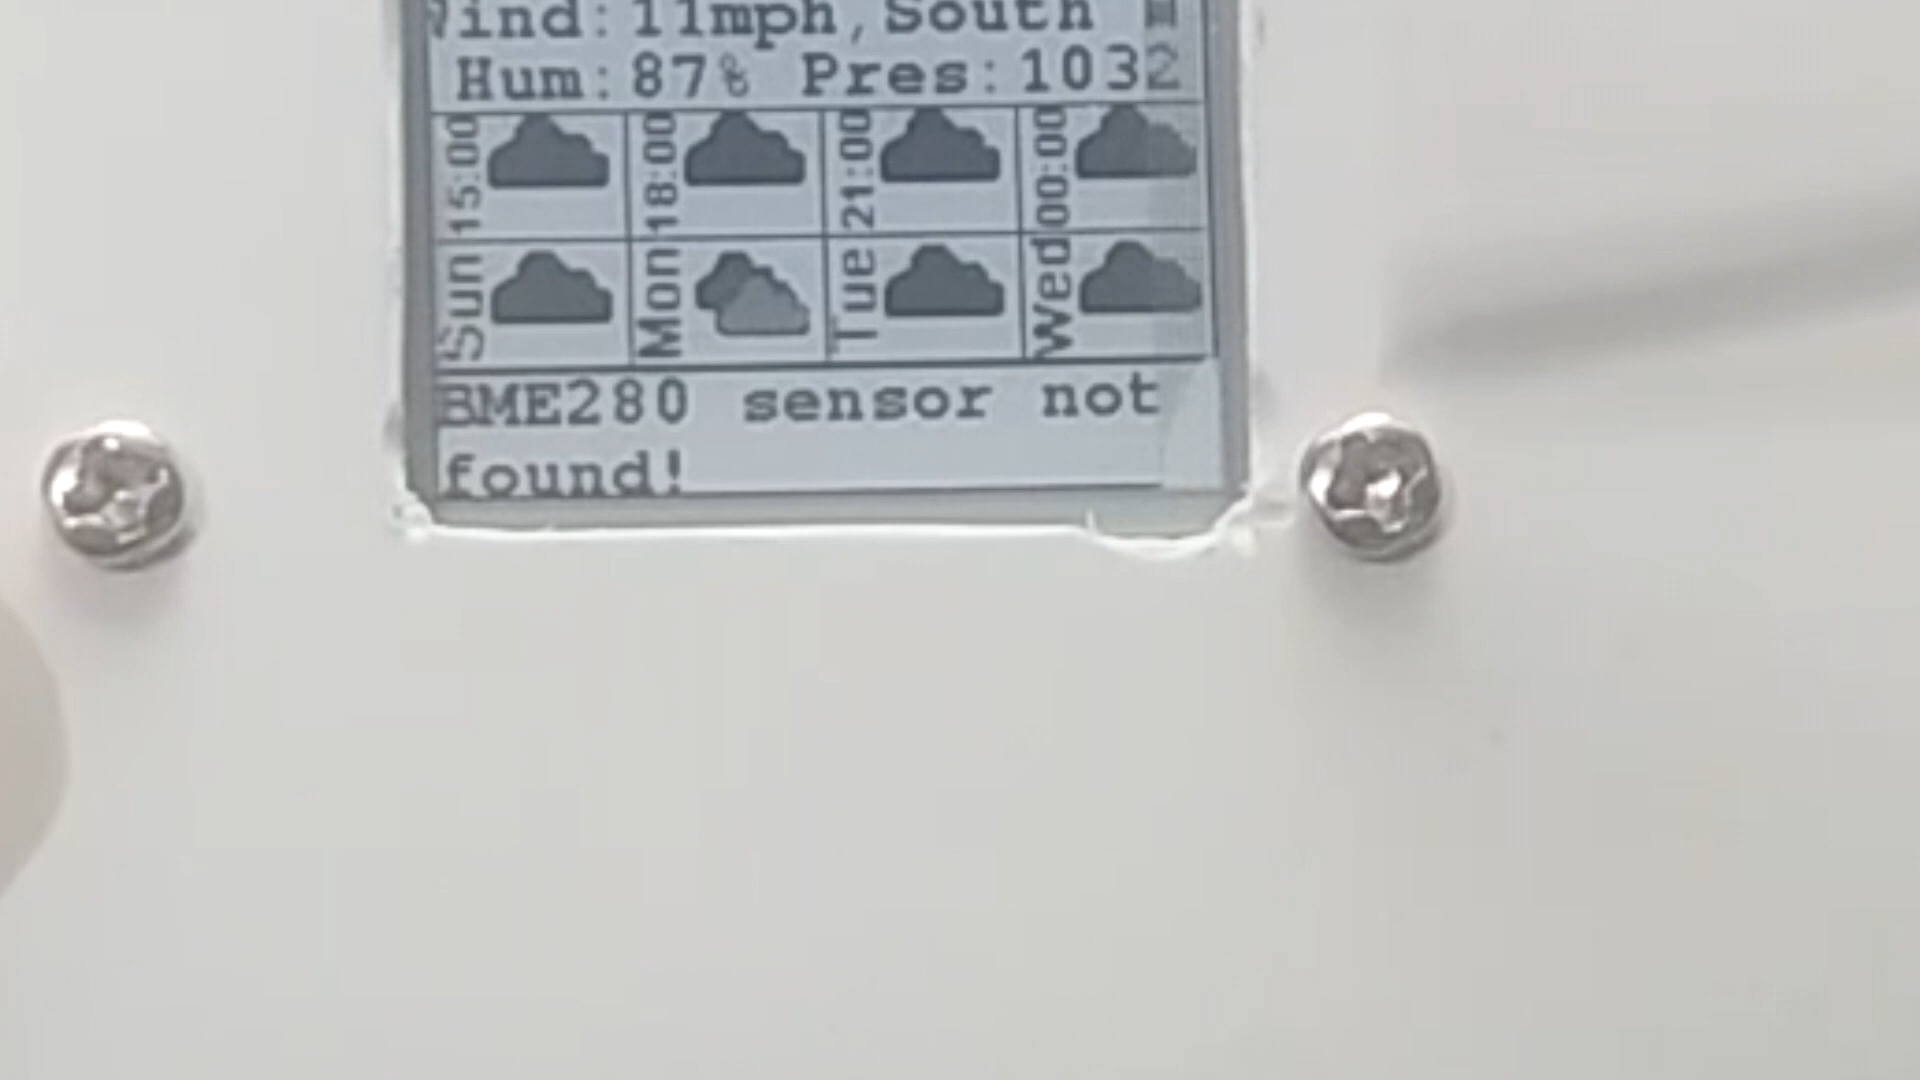 Wind: 11mph, South
Hum: 87% Pres: 1032
15:00 18:00 21:00 00:00
Sun Mon Tue Wed
BME280 sensor not
found!